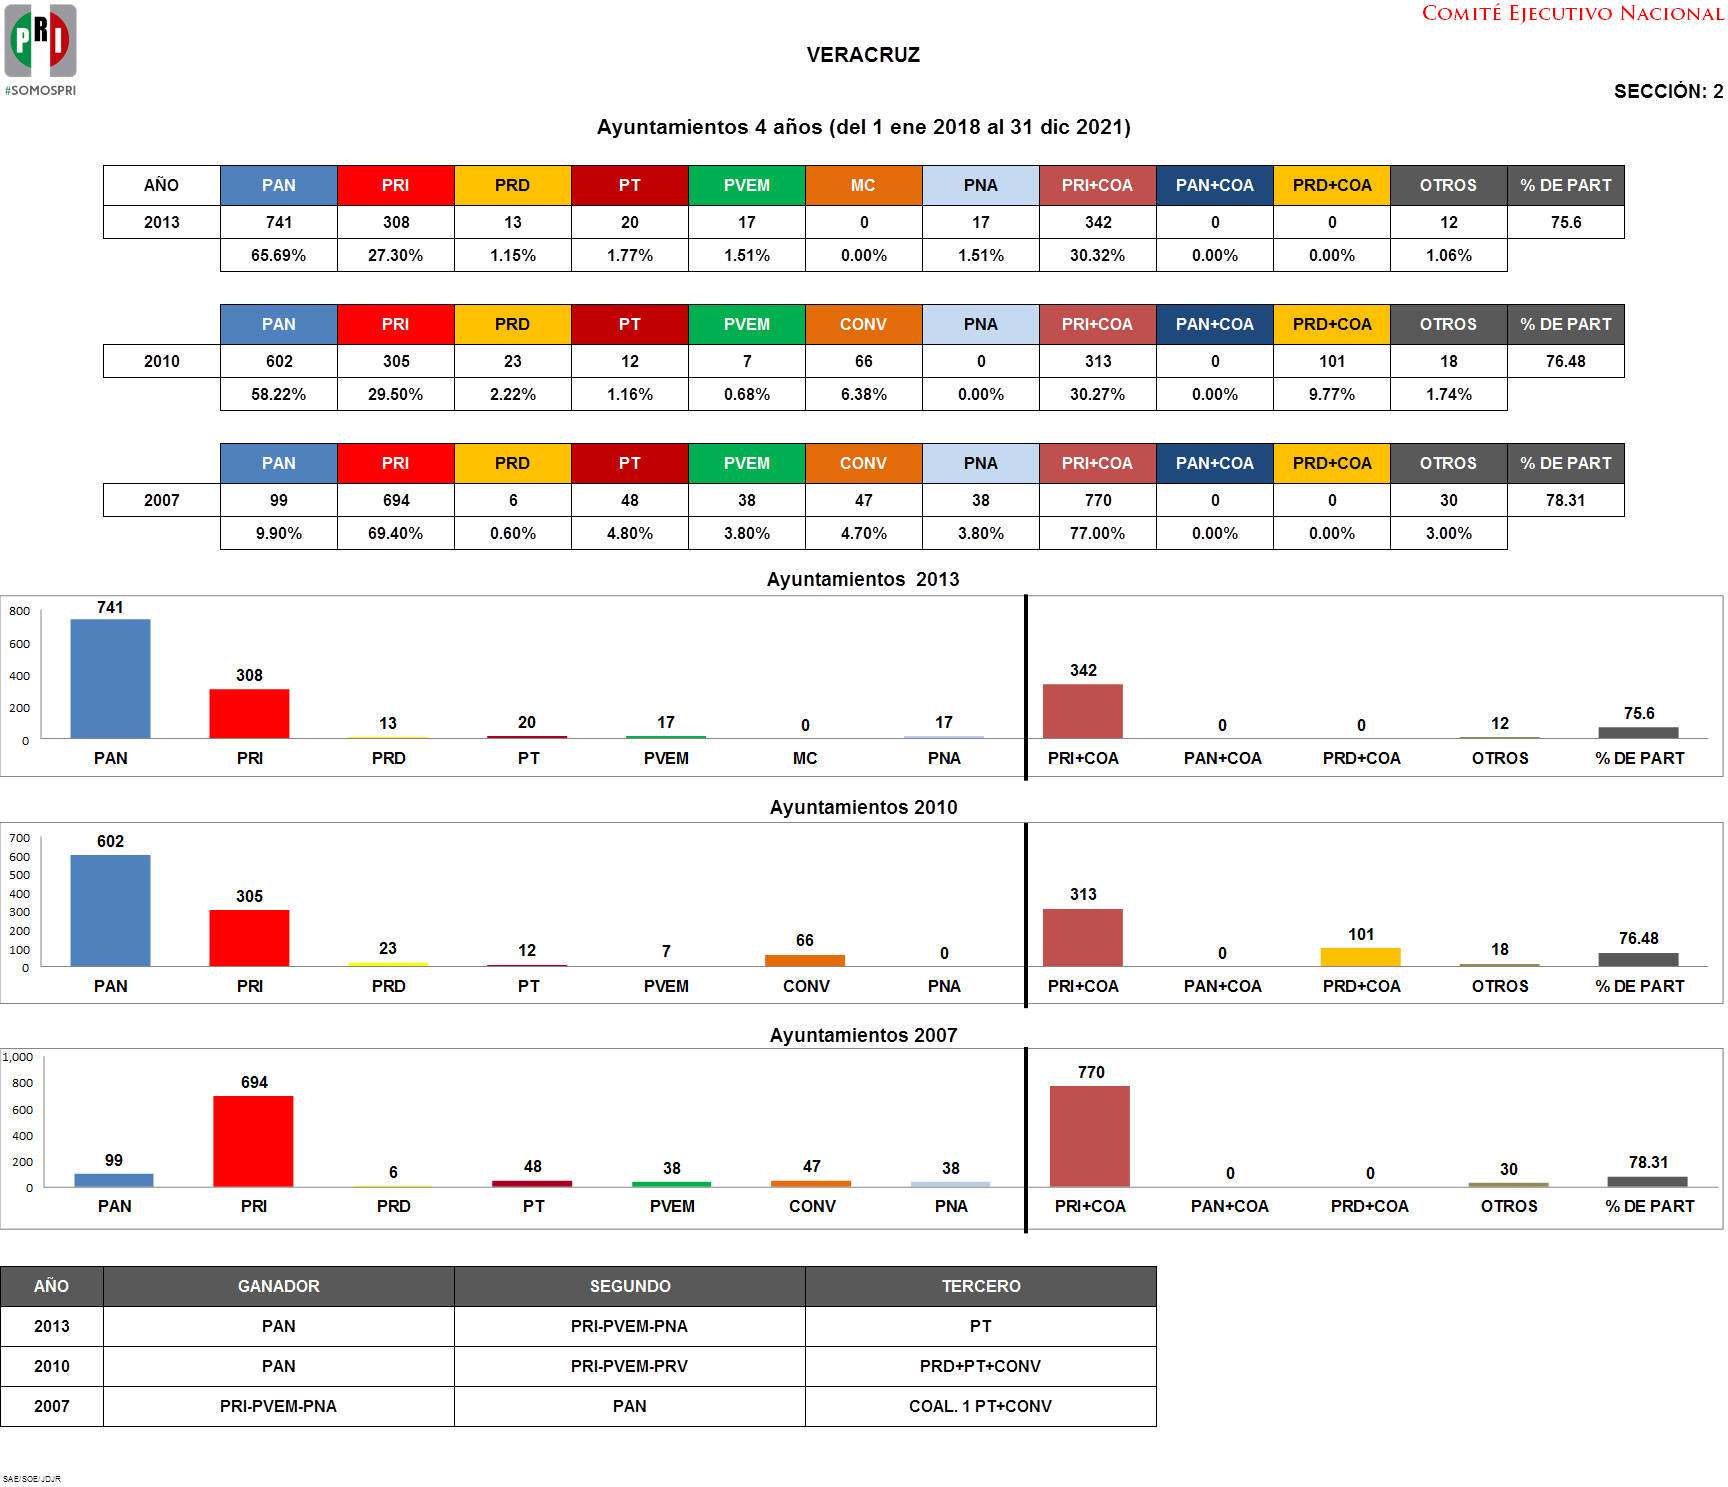 PRI
#SOMOSPRI
COMITÉ EJECUTIVO NACIONAL
VERACRUZ
SECCIÓN: 2
Ayuntamientos 4 años (del 1 ene 2018 al 31 dic 2021)
AÑO PAN PRI PRD PT PVEM MC PNA PRI+COA PAN+COA PRD+COA OTROS % DE PART
2013 741 308 13 20 17 0 17 342 0 0 12 75.6
65.69% 27.30% 1.15% 1.77% 1.51% 0.00% 1.51% 30.32% 0.00% 0.00% 1.06%
PAN PRI PRD PT PVEM CONV PNA PRI+COA PAN+COA PRD+COA OTROS % DE PART
2010 602 305 23 12 7 66 0 313 0 101 18 76.48
58.22% 29.50% 2.22% 1.16% 0.68% 6.38% 0.00% 30.27% 0.00% 9.77% 1.74%
PAN PRI PRD PT PVEM CONV PNA PRI+COA PAN+COA PRD+COA OTROS % DE PART
2007 99 694 6 48 38 47 38 770 0 0 30 78.31
9.90% 69.40% 0.60% 4.80% 3.80% 4.70% 3.80% 77.00% 0.00% 0.00% 3.00%
Ayuntamientos 2013
800
600
400
200
0
741 308 13 20 17 0 17 342 0 0 12 75.6
PAN PRI PRD PT PVEM MC PNA PRI+COA PAN+COA PRD+COA OTROS % DE PART
Ayuntamientos 2010
700
600
500
400
300
200
100
0
602 305 23 12 7 66 0 313 0 101 18 76.48
PAN PRI PRD PT PVEM CONV PNA PRI+COA PAN+COA PRD+COA OTROS % DE PART
Ayuntamientos 2007
1,000
800
600
400
200
0
99 694 6 48 38 47 38 770 0 0 30 78.31
PAN PRI PRD PT PVEM CONV PNA PRI+COA PAN+COA PRD+COA OTROS % DE PART
AÑO GANADOR SEGUNDO TERCERO
2013 PAN PRI-PVEM-PNA PT
2010 PAN PRI-PVEM-PRV PRD+PT+CONV
2007 PRI-PVEM-PNA PAN COAL. 1 PT+CONV
SAE/SOE/JDJR